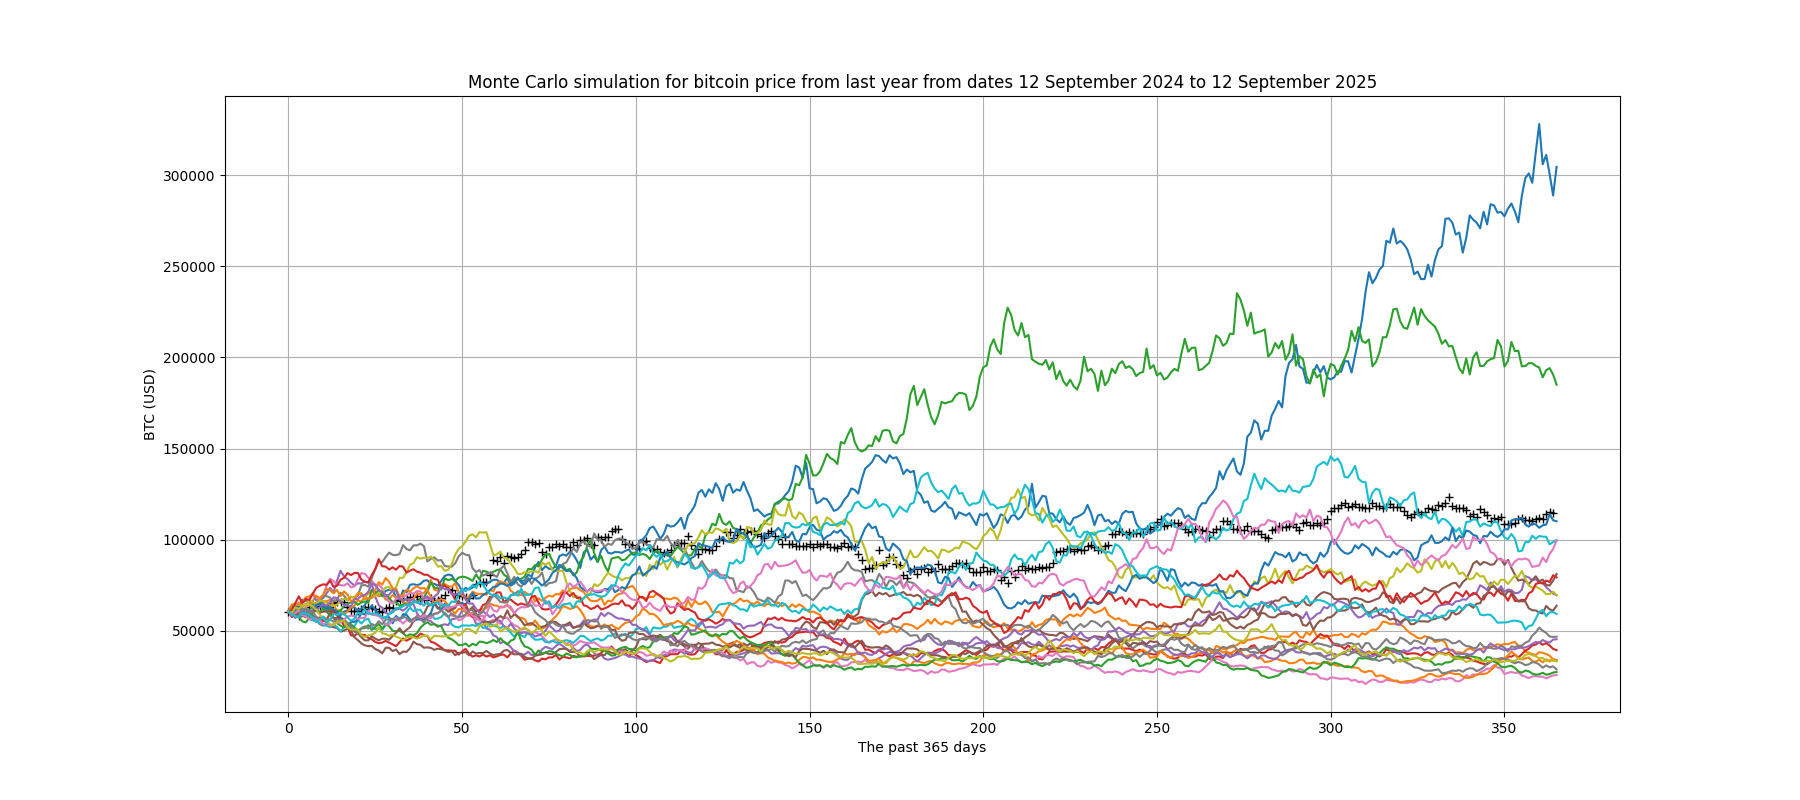 Monte Carlo simulation for bitcoin price from last year from dates 12 September 2024 to 12 September 2025
BTC (USD)
300000
250000
200000
150000
100000
50000
0 50 100 150 200 250 300 350
The past 365 days